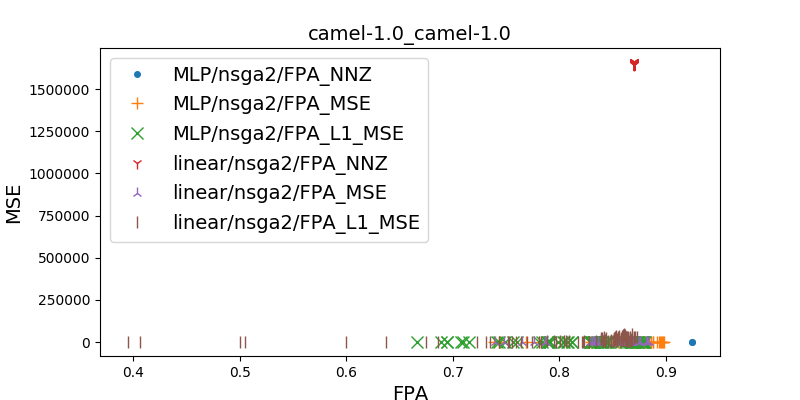 camel-1.0_camel-1.0
MSE
1500000
1250000
1000000
750000
500000
250000
0
MLP/nsga2/FPA_NNZ
MLP/nsga2/FPA_MSE
MLP/nsga2/FPA_L1_MSE
linear/nsga2/FPA_NNZ
linear/nsga2/FPA_MSE
linear/nsga2/FPA_L1_MSE
0.4 0.5 0.6 0.7 0.8 0.9
FPA